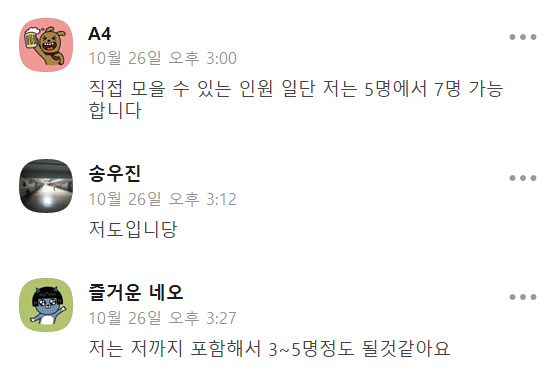 A4
10월 26일 오후 3:00
직접 모을 수 있는 인원 일단 저는 5명에서 7명 가능
합니다
송우진
10월 26일 오후 3:12
저도입니당
즐거운 네오
10월 26일 오후 3:27
저는 저까지 포함해서 3~5명정도 될것같아요